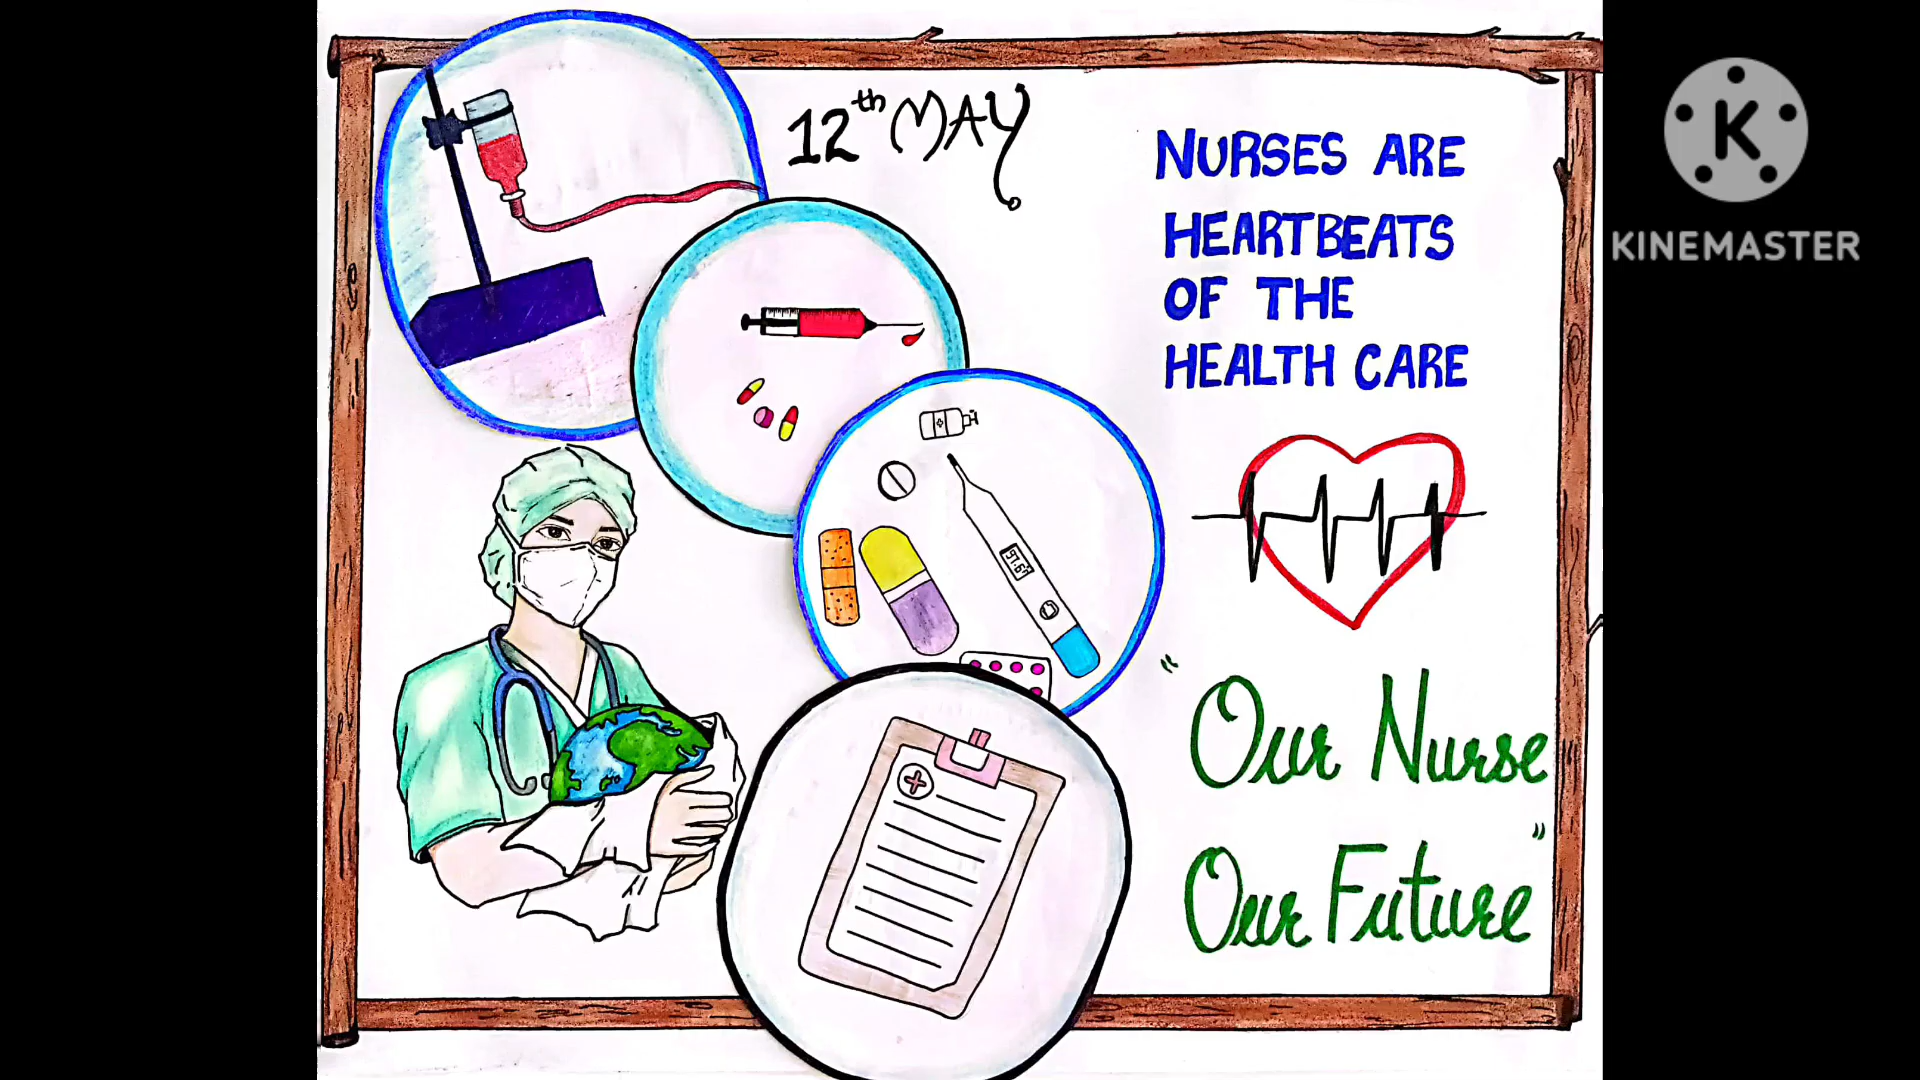 12th MAY
NURSES ARE
HEARTBEATS
OF THE
HEALTH CARE
"Our Nurse
Our Future"
K
KINEMASTER